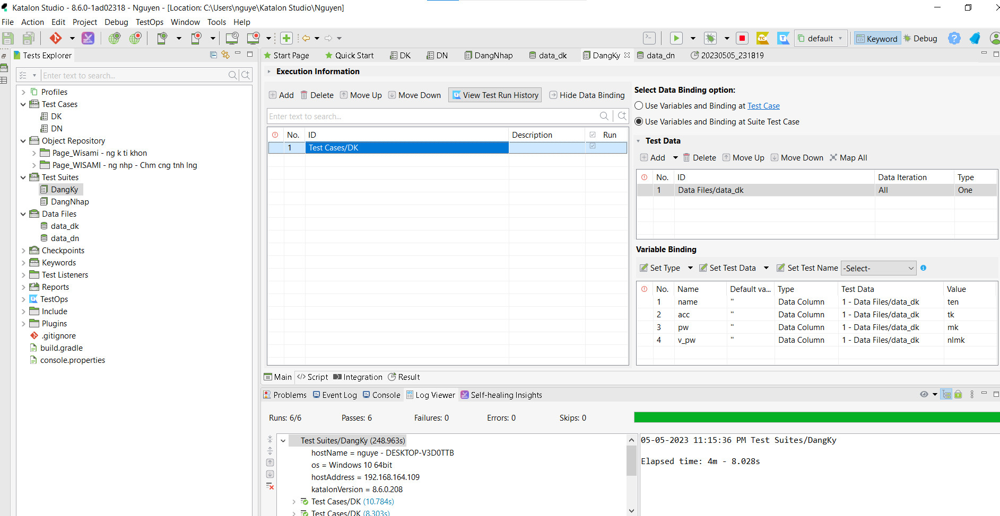 Katalon Studio - 8.6.0-1ad02318 - Nguyen - [Location: C:\Users\nguye\Katalon Studio\Nguyen]
File Action Edit Project Debug TestOps Window Tools Help
default Keyword Debug
Tests Explorer
Start Page Quick Start DK DN DangNhap data_dk DangKy data_dn 20230505_231819
Enter text to search...
Profiles
Test Cases
DK
DN
Object Repository
Page_Wisami - ng k ti khon
Page_WISAMI - ng nhp - Chm cng tnh lng
Test Suites
DangKy
DangNhap
Data Files
data_dk
data_dn
Checkpoints
Keywords
Test Listeners
Reports
TestOps
Include
Plugins
.gitignore
build.gradle
console.properties
Execution Information
Add Delete Move Up Move Down View Test Run History Hide Data Binding
Enter text to search...
No. ID Description Run
1 Test Cases/DK
Select Data Binding option:
Use Variables and Binding at Test Case
Use Variables and Binding at Suite Test Case
Test Data
Add Delete Move Up Move Down Map All
No. ID Data Iteration Type
1 Data Files/data_dk All One
Variable Binding
Set Type Set Test Data Set Test Name -Select-
No. Name Default va... Type Test Data Value
1 name '' Data Column 1 - Data Files/data_dk ten
2 acc '' Data Column 1 - Data Files/data_dk tk
3 pw '' Data Column 1 - Data Files/data_dk mk
4 v_pw '' Data Column 1 - Data Files/data_dk nlmk
Main Script Integration Result
Problems Event Log Console Log Viewer Self-healing Insights
Runs: 6/6 Passes: 6 Failures: 0 Errors: 0 Skips: 0
Test Suites/DangKy (248.963s)
hostName = nguye - DESKTOP-V3D0TTB
os = Windows 10 64bit
hostAddress = 192.168.164.109
katalonVersion = 8.6.0.208
Test Cases/DK (10.784s)
Test Cases/DK (8.303s)
05-05-2023 11:15:36 PM Test Suites/DangKy
Elapsed time: 4m - 8.028s